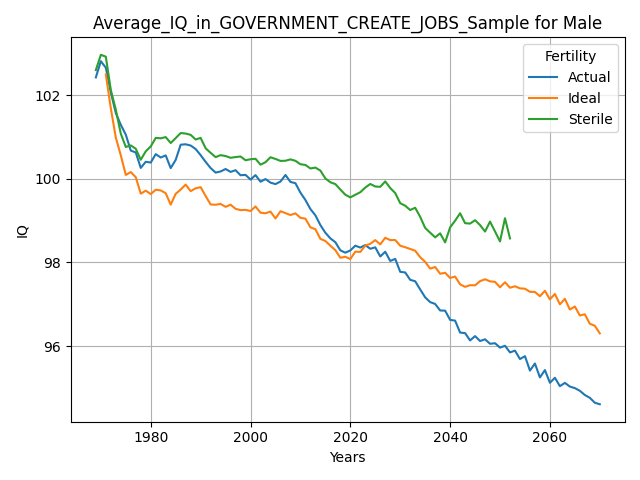 Average_IQ_in_GOVERNMENT_CREATE_JOBS_Sample for Male
Fertility
Actual
Ideal
Sterile
102
100
98
96
IQ
1980
2000
2020
2040
2060
Years